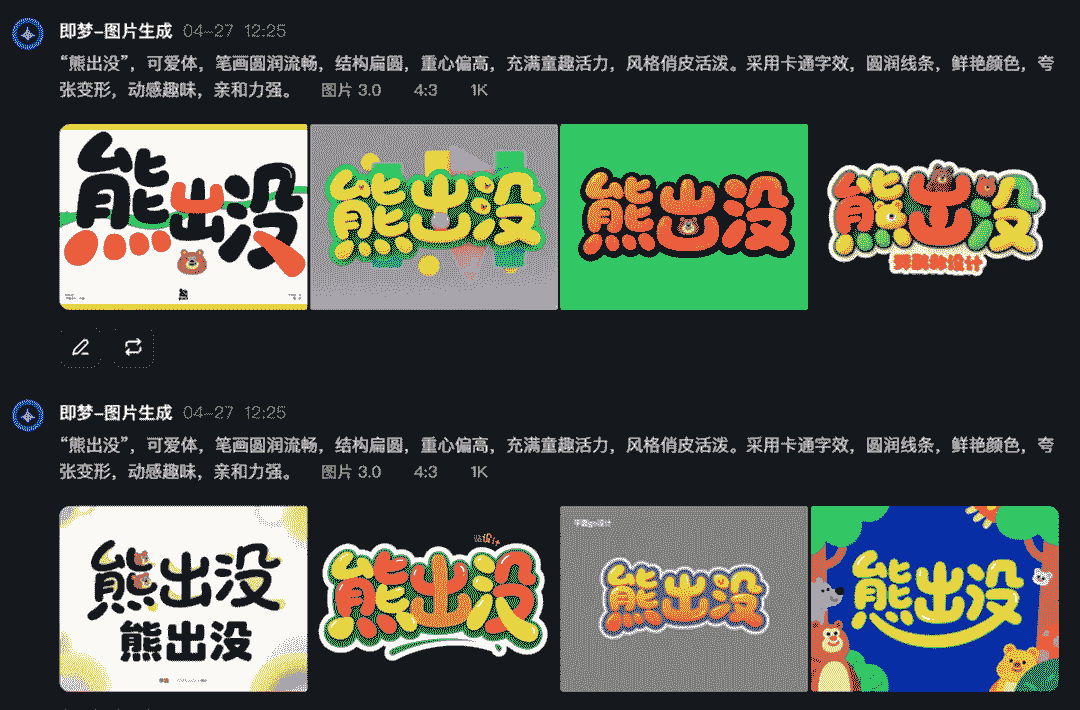 即梦-图片生成 04-27 12:25
“熊出没”，可爱体，笔画圆润流畅，结构扁圆，重心偏高，充满童趣活力，风格俏皮活泼。采用卡通字效，圆润线条，鲜艳颜色，夸
张变形，动感趣味，亲和力强。 图片 3.0 4:3 1K
熊出没
熊出没
熊出没
熊出没
即梦-图片生成 04-27 12:25
“熊出没”，可爱体，笔画圆润流畅，结构扁圆，重心偏高，充满童趣活力，风格俏皮活泼。采用卡通字效，圆润线条，鲜艳颜色，夸
张变形，动感趣味，亲和力强。 图片 3.0 4:3 1K
熊出没
熊出没
熊出没
熊出没
熊出没